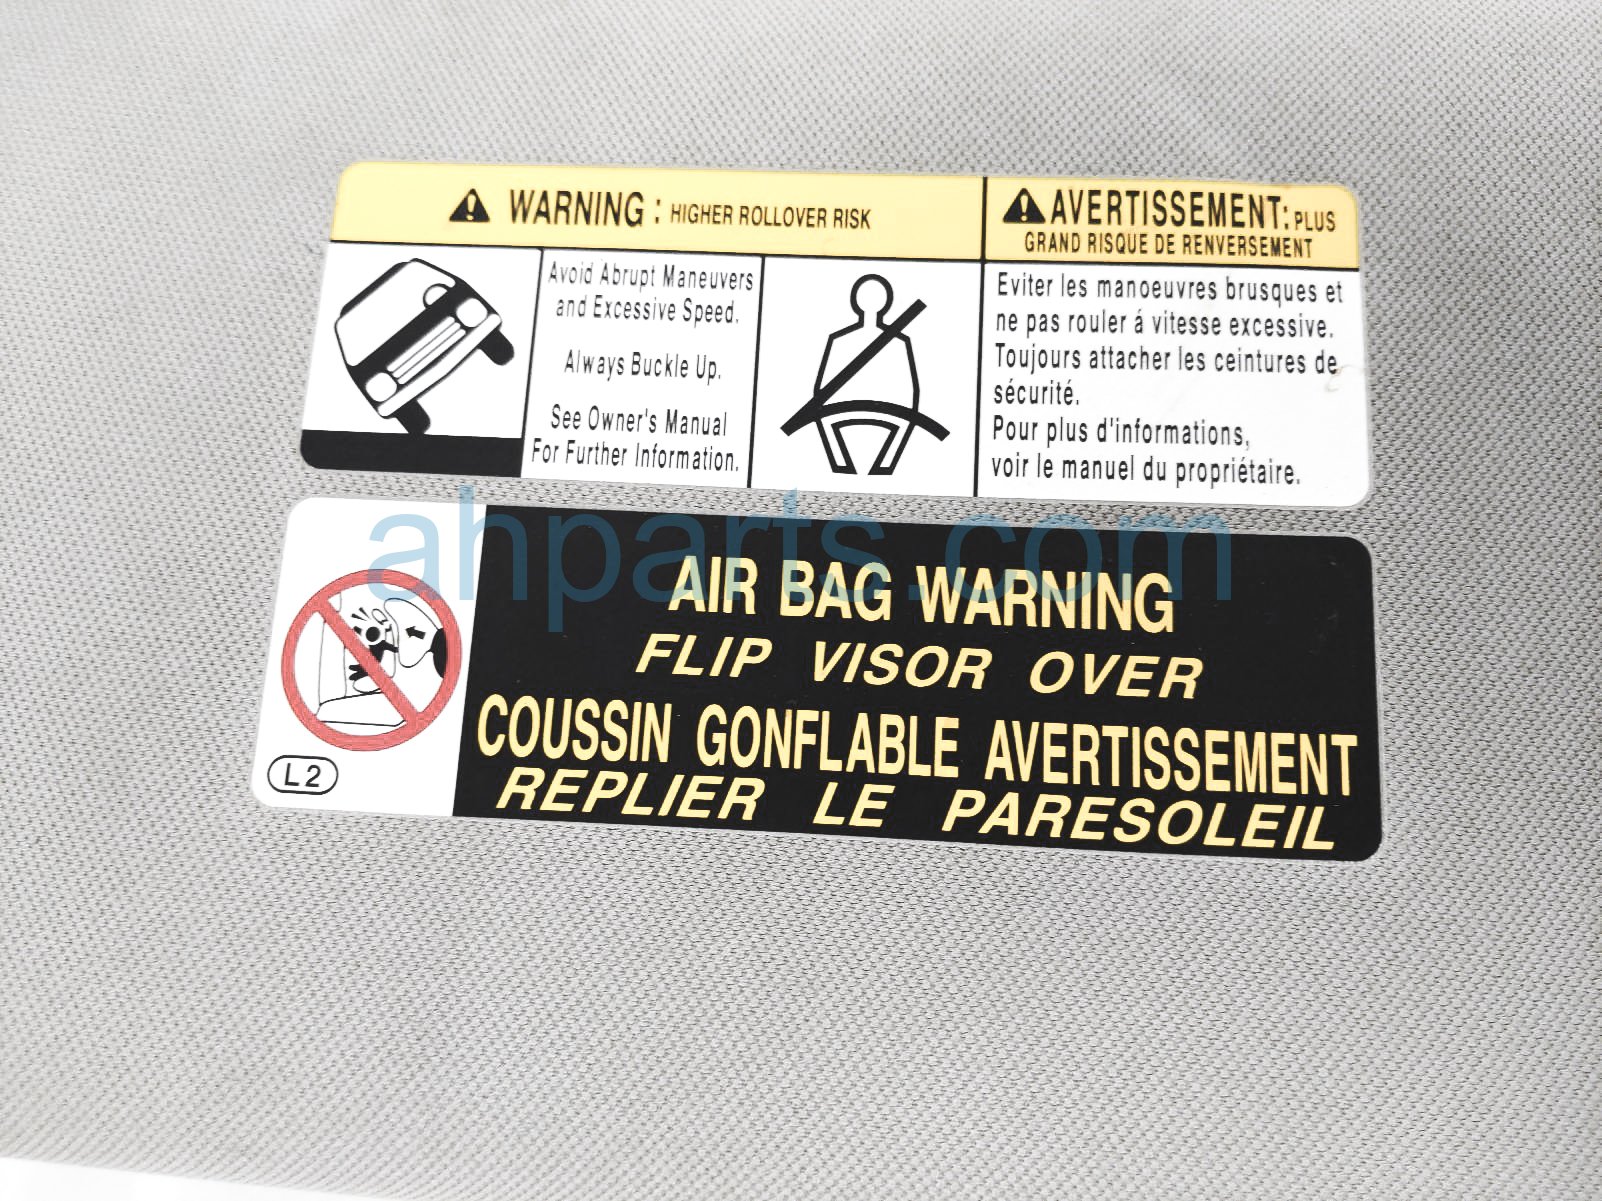 WARNING : HIGHER ROLLOVER RISK
Avoid Abrupt Maneuvers
and Excessive Speed.
Always Buckle Up.
See Owner's Manual
For Further Information.
AVERTISSEMENT: PLUS
GRAND RISQUE DE RENVERSEMENT
Eviter les manoeuvres brusques et
ne pas rouler á vitesse excessive.
Toujours attacher les ceintures de
sécurité.
Pour plus d'informations,
voir le manuel du propriétaire.
ahparts.com
AIR BAG WARNING
FLIP VISOR OVER
COUSSIN GONFLABLE AVERTISSEMENT
REPLIER LE PARESOLEIL
L2